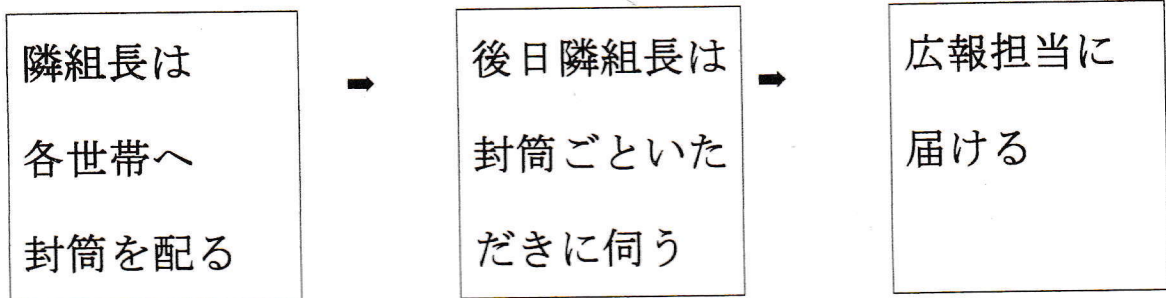 隣組長は
各世帯へ
封筒を配る
➡
後日隣組長は
封筒ごといた
だきに伺う
➡
広報担当に
届ける